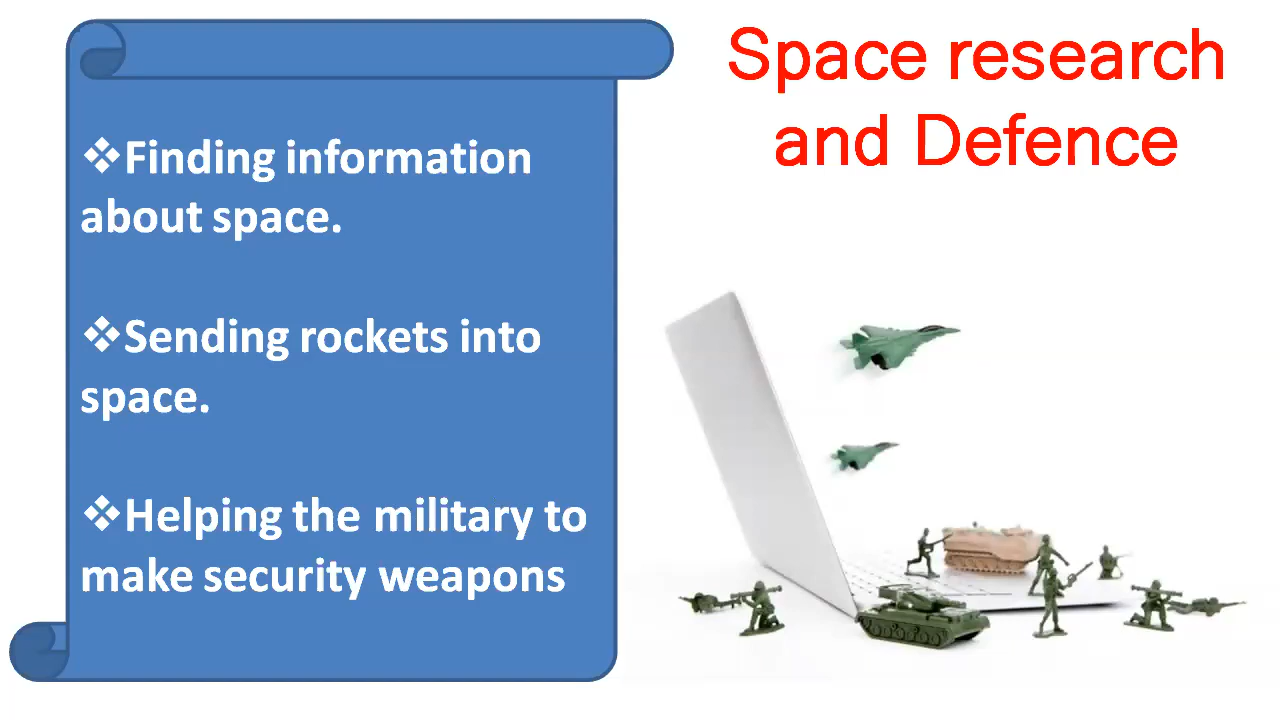 Space research
and Defence
❖Finding information
about space.
❖Sending rockets into
space.
❖Helping the military to
make security weapons